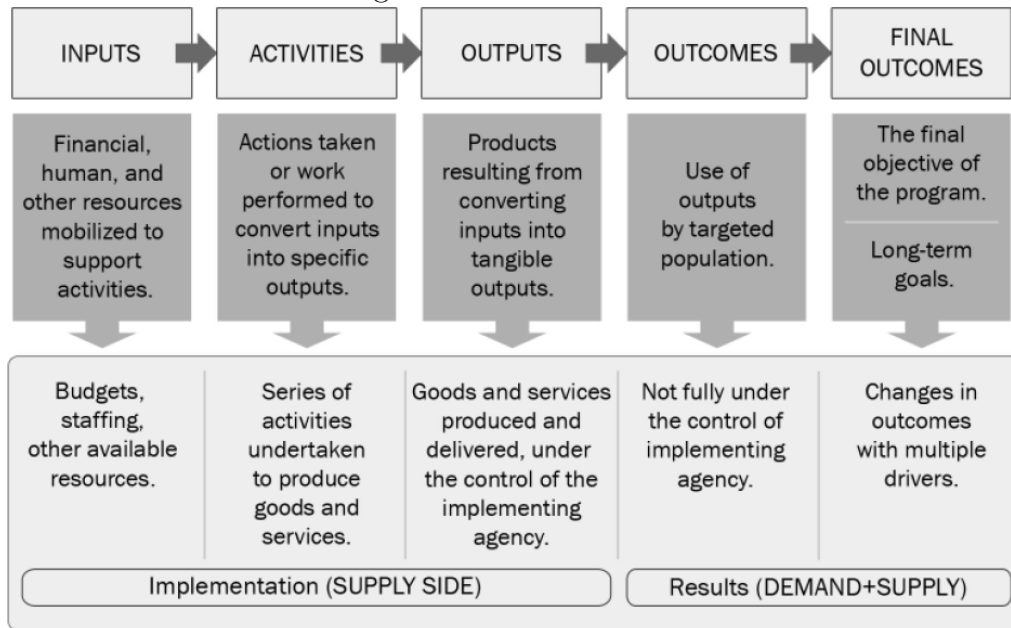 INPUTS
ACTIVITIES
OUTPUTS
OUTCOMES
FINAL
OUTCOMES
Financial,
human, and
other resources
mobilized to
support
activities.
Actions taken
or work
performed to
convert inputs
into specific
outputs.
Products
resulting from
converting
inputs into
tangible
outputs.
Use of
outputs
by targeted
population.
The final
objective of
the program.
Long-term
goals.
Budgets,
staffing,
other available
resources.
Series of
activities
undertaken
to produce
goods and
services.
Goods and services
produced and
delivered, under
the control of the
implementing
agency.
Not fully under
the control of
implementing
agency.
Changes in
outcomes
with multiple
drivers.
Implementation (SUPPLY SIDE)
Results (DEMAND+SUPPLY)